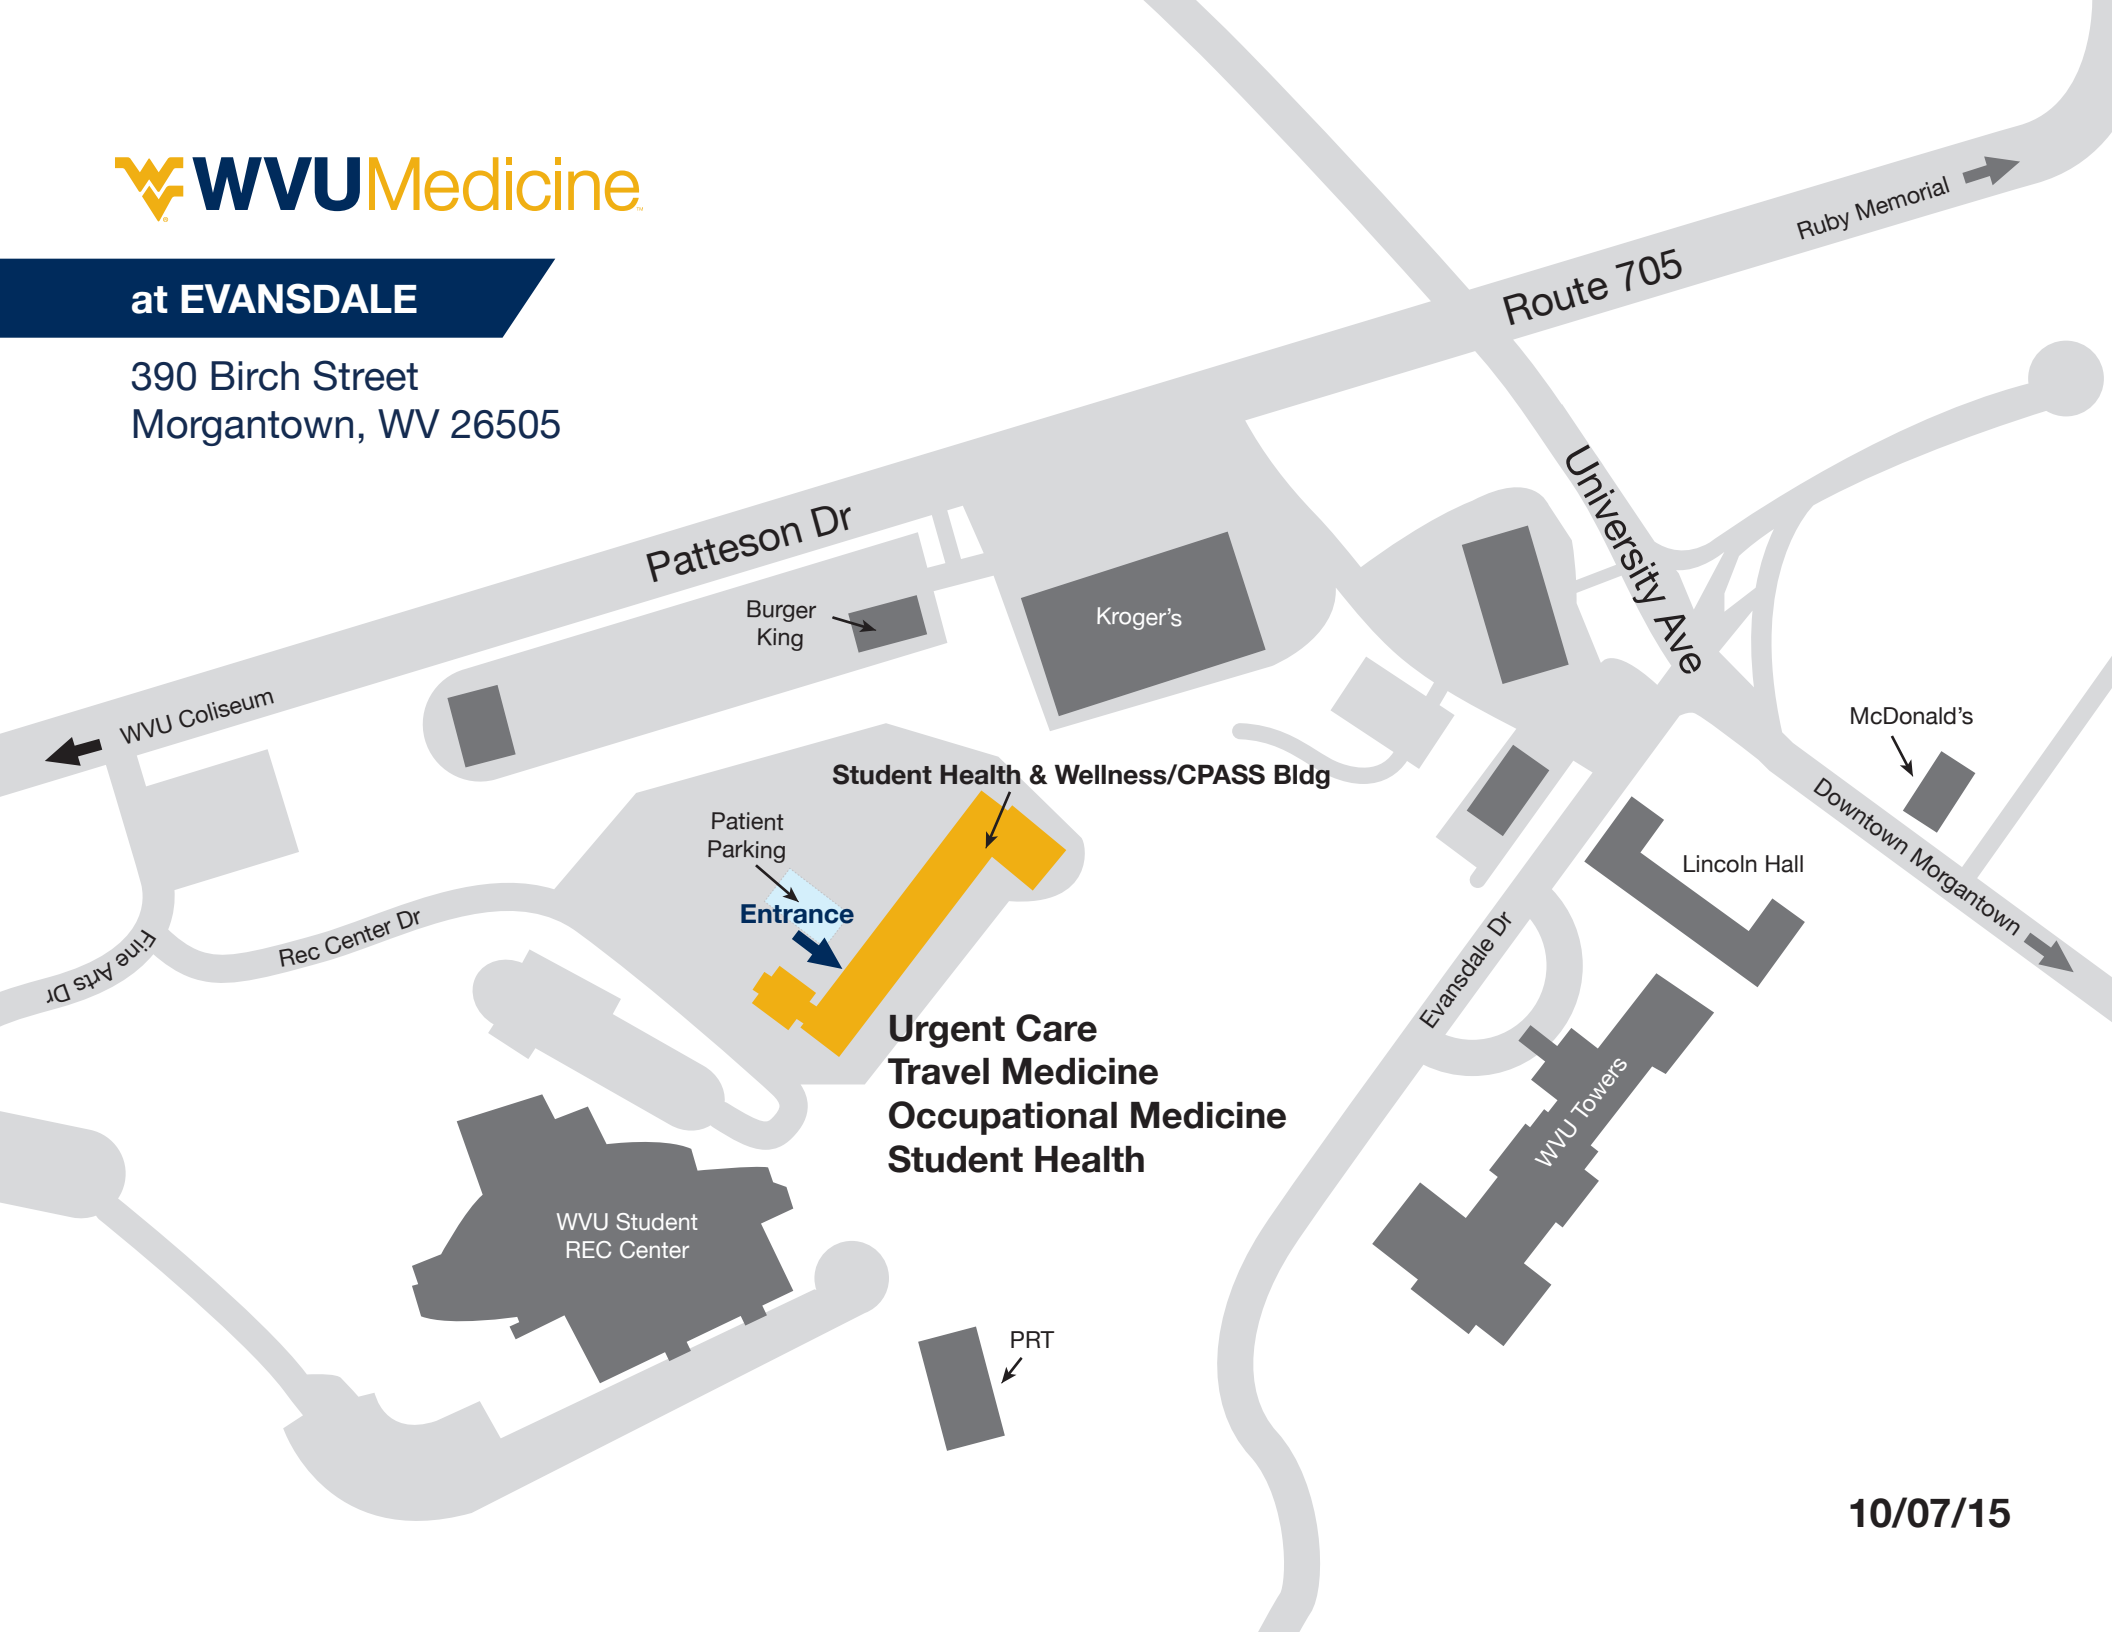 WVUMedicine
at EVANSDALE
390 Birch Street
Morgantown, WV 26505
Ruby Memorial
Route 705
University Ave
Patteson Dr
Burger
King
Kroger's
WVU Coliseum
McDonald's
Student Health & Wellness/CPASS Bldg
Patient
Parking
Entrance
Downtown Morgantown
Lincoln Hall
Rec Center Dr
Fine Arts Dr
Evansdale Dr
Urgent Care
Travel Medicine
Occupational Medicine
Student Health
WVU Towers
WVU Student
REC Center
PRT
10/07/15